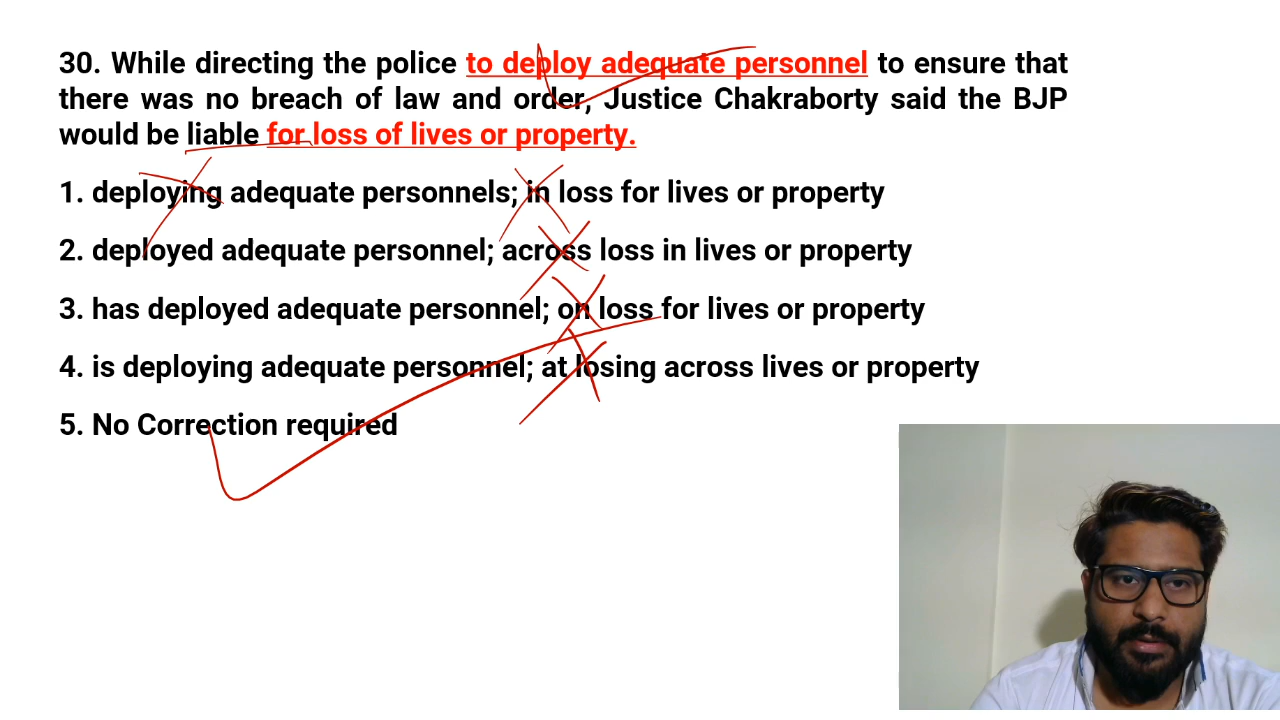 30. While directing the police to deploy adequate personnel to ensure that
there was no breach of law and order, Justice Chakraborty said the BJP
would be liable for loss of lives or property.
1. deploying adequate personnels; in loss for lives or property
2. deployed adequate personnel; across loss in lives or property
3. has deployed adequate personnel; on loss for lives or property
4. is deploying adequate personnel; at losing across lives or property
5. No Correction required